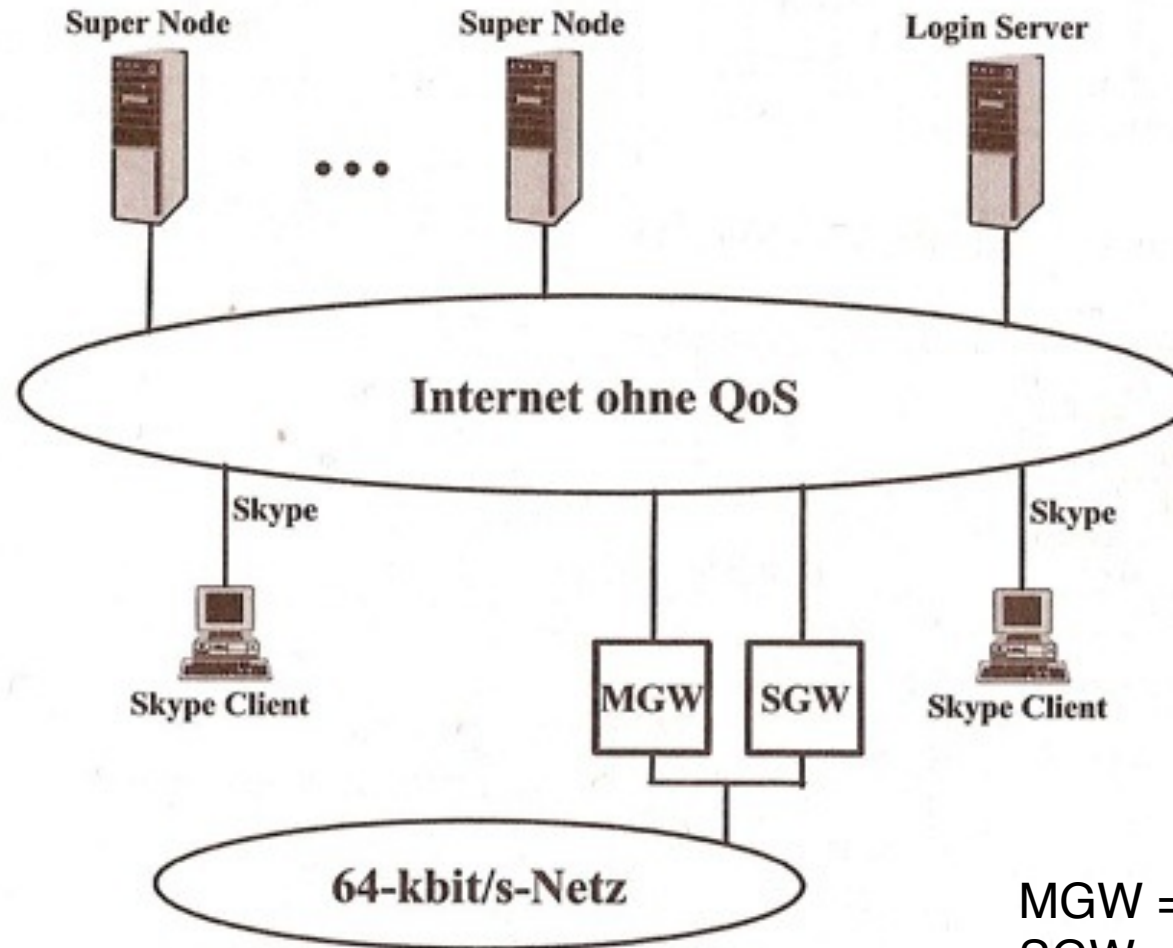 Super Node
Super Node
Login Server
Internet ohne QoS
Skype
Skype
Skype Client
MGW
SGW
Skype Client
64-kbit/s-Netz
MGW =
SGW